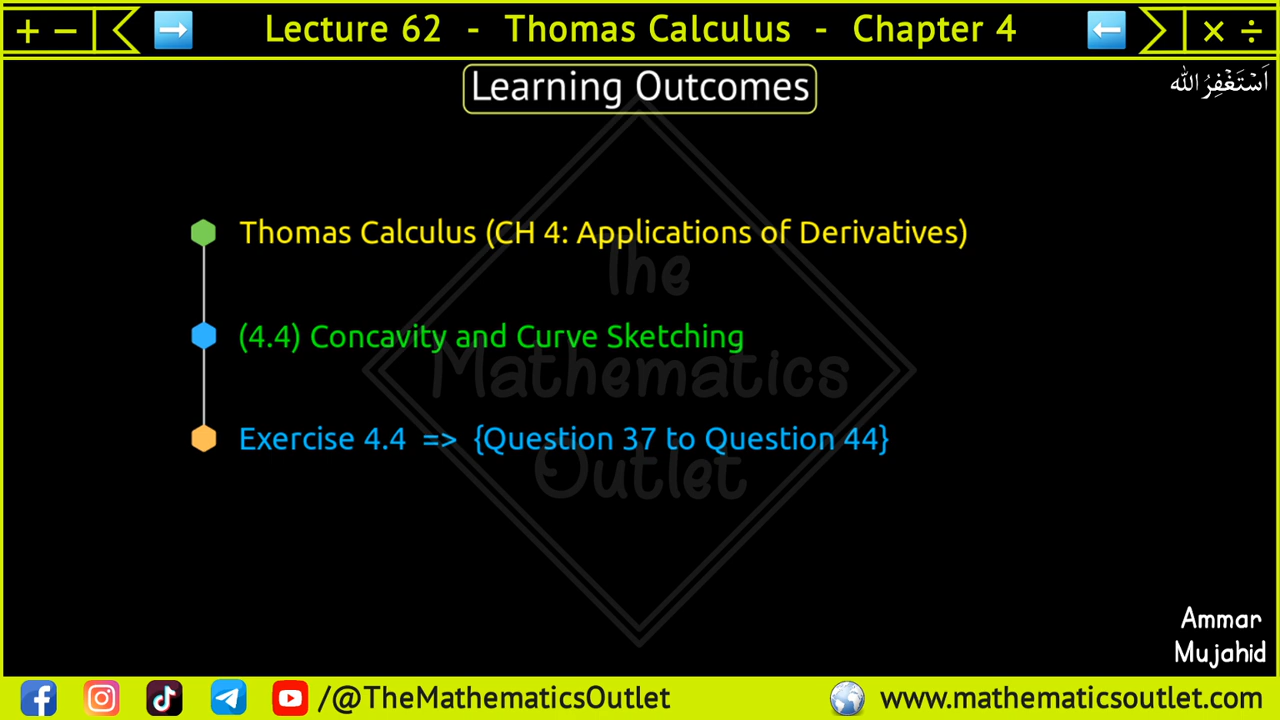 + − Lecture 62 - Thomas Calculus - Chapter 4 × ÷
Learning Outcomes
اَسْتَغْفِرُ اللّٰه
Thomas Calculus (CH 4: Applications of Derivatives)
The
(4.4) Concavity and Curve Sketching
Mathematics
Exercise 4.4 => {Question 37 to Question 44}
Outlet
Ammar
Mujahid
/@TheMathematicsOutlet www.mathematicsoutlet.com